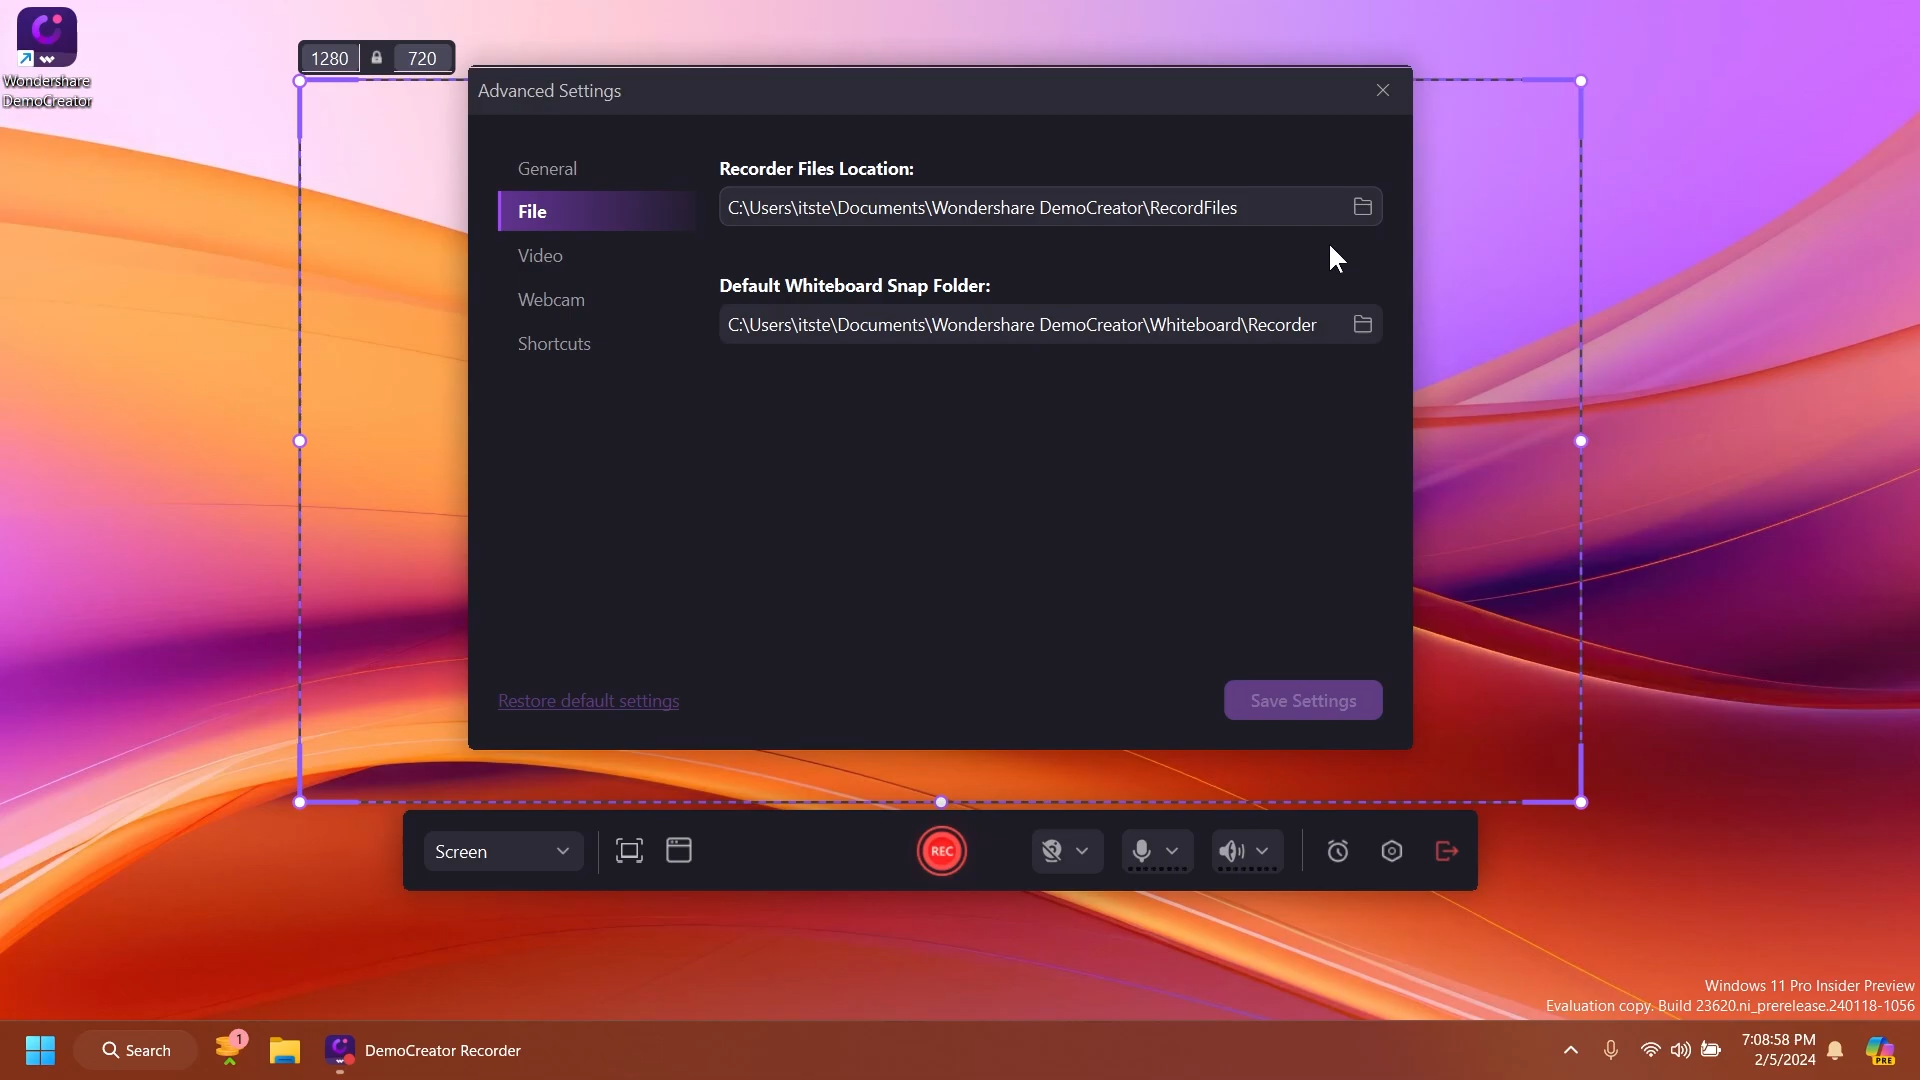 Wondershare
DemoCreator
1280 720
Advanced Settings
General
File
Video
Webcam
Shortcuts
Recorder Files Location:
C:\Users\itste\Documents\Wondershare DemoCreator\RecordFiles
Default Whiteboard Snap Folder:
C:\Users\itste\Documents\Wondershare DemoCreator\Whiteboard\Recorder
Restore default settings
Save Settings
Screen
REC
Windows 11 Pro Insider Preview
Evaluation copy. Build 23620.ni_prerelease.240118-1056
Search
1
DemoCreator Recorder
7:08:58 PM
2/5/2024
PRE